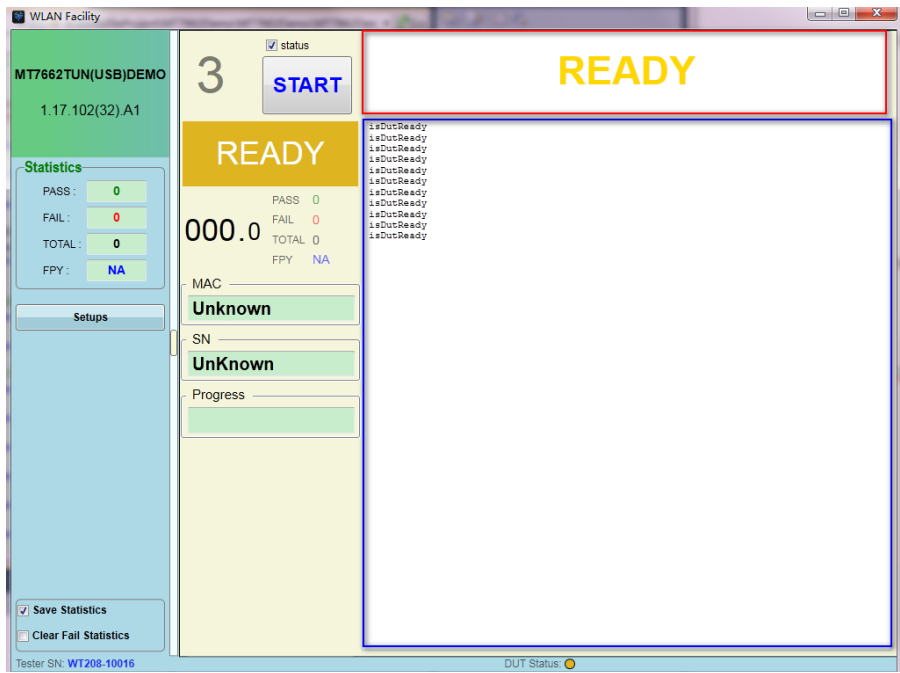 WLAN Facility
MT7662TUN(USB)DEMO
1.17.102(32).A1
Statistics
PASS : 0
FAIL : 0
TOTAL : 0
FPY : NA
Setups
Save Statistics
Clear Fail Statistics
3
status
START
READY
000.0
PASS 0
FAIL 0
TOTAL 0
FPY NA
MAC
Unknown
SN
UnKnown
Progress
READY
isDutReady
isDutReady
isDutReady
isDutReady
isDutReady
isDutReady
isDutReady
isDutReady
isDutReady
isDutReady
isDutReady
Tester SN: WT208-10016
DUT Status: